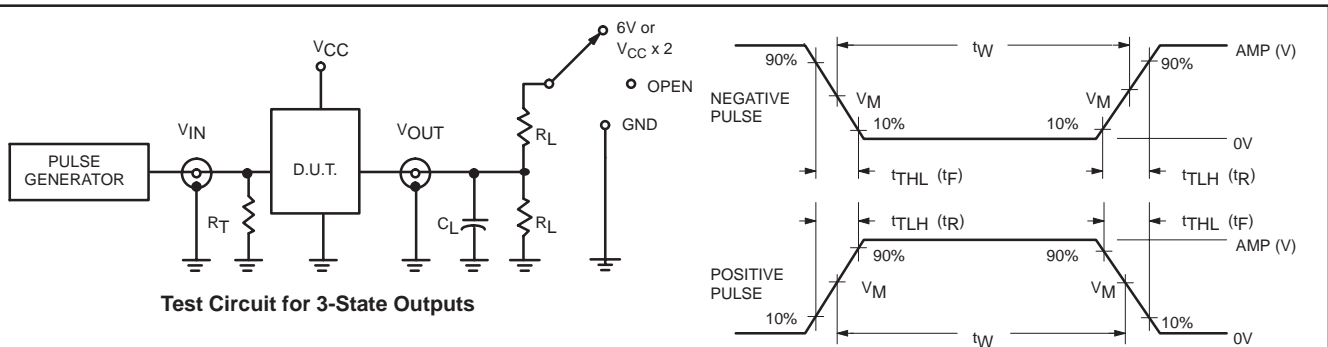 6V or
VCC x 2
OPEN
GND
VCC
VIN
VOUT
RL
PULSE
GENERATOR
D.U.T.
RT
CL
RL
Test Circuit for 3-State Outputs
tW
AMP (V)
90%
90%
NEGATIVE
PULSE
VM
VM
10%
10%
0V
tTHL (tF)
tTLH (tR)
tTLH (tR)
tTHL (tF)
AMP (V)
90%
90%
POSITIVE
PULSE
VM
VM
10%
10%
tW
0V